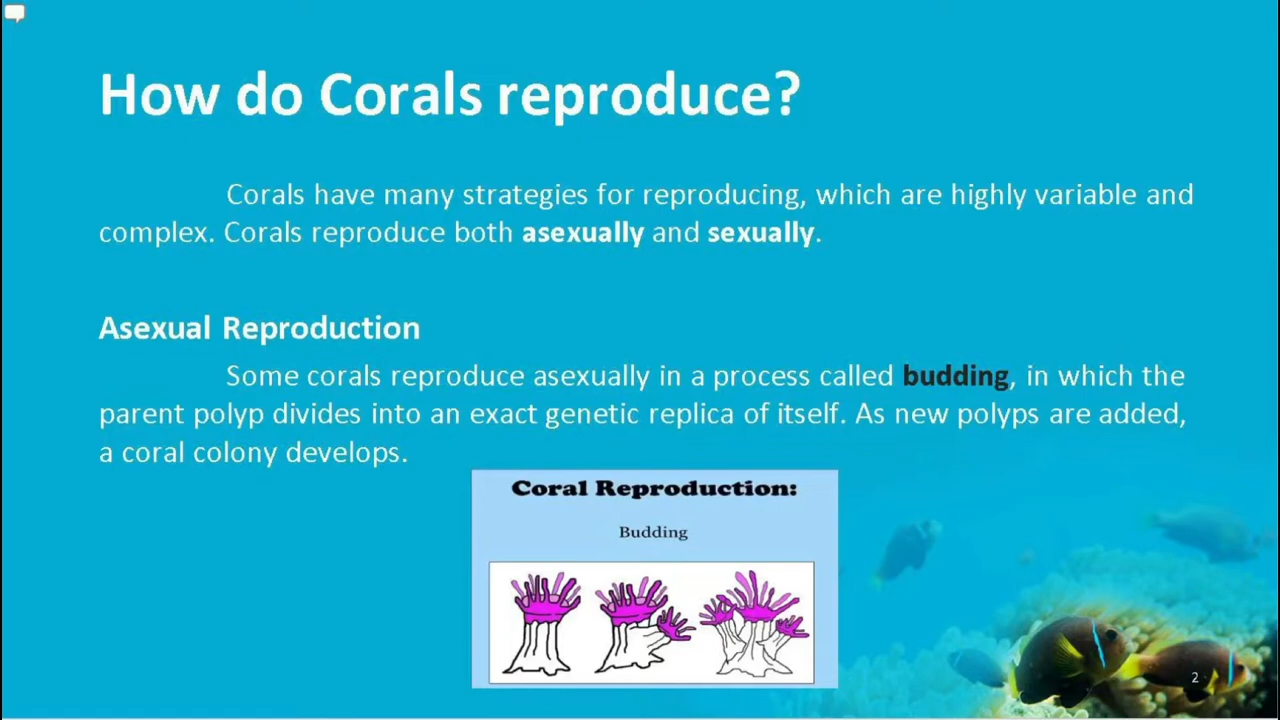 How do Corals reproduce?
Corals have many strategies for reproducing, which are highly variable and
complex. Corals reproduce both asexually and sexually.
Asexual Reproduction
Some corals reproduce asexually in a process called budding, in which the
parent polyp divides into an exact genetic replica of itself. As new polyps are added,
a coral colony develops.
Coral Reproduction:
Budding
2